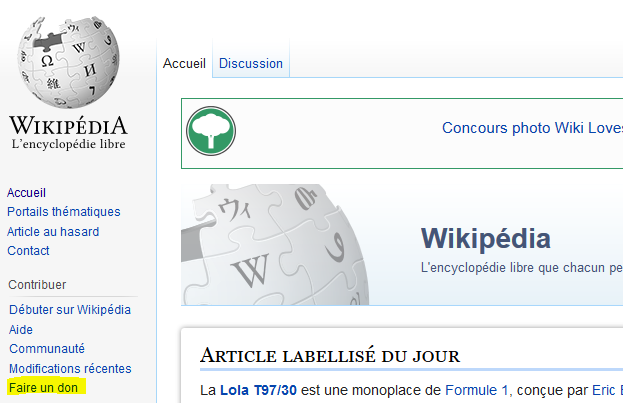 WIKIPÉDIA
L'encyclopédie libre
Accueil
Portails thématiques
Article au hasard
Contact
Contribuer
Débuter sur Wikipédia
Aide
Communauté
Modifications récentes
Faire un don
Accueil Discussion
Concours photo Wiki Loves
Wikipédia
L'encyclopédie libre que chacun pe
ARTICLE LABELLISÉ DU JOUR
La Lola T97/30 est une monoplace de Formule 1, conçue par Eric